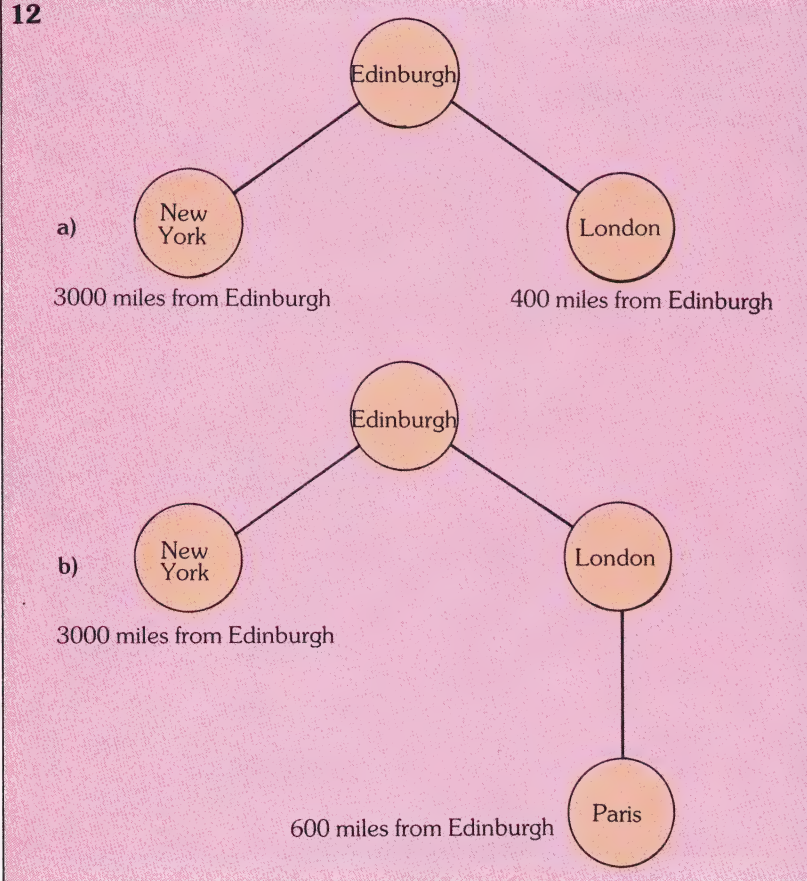 12
Edinburgh
New
York
London
a)
3000 miles from Edinburgh
400 miles from Edinburgh
Edinburgh
New
York
London
b)
3000 miles from Edinburgh
Paris
600 miles from Edinburgh